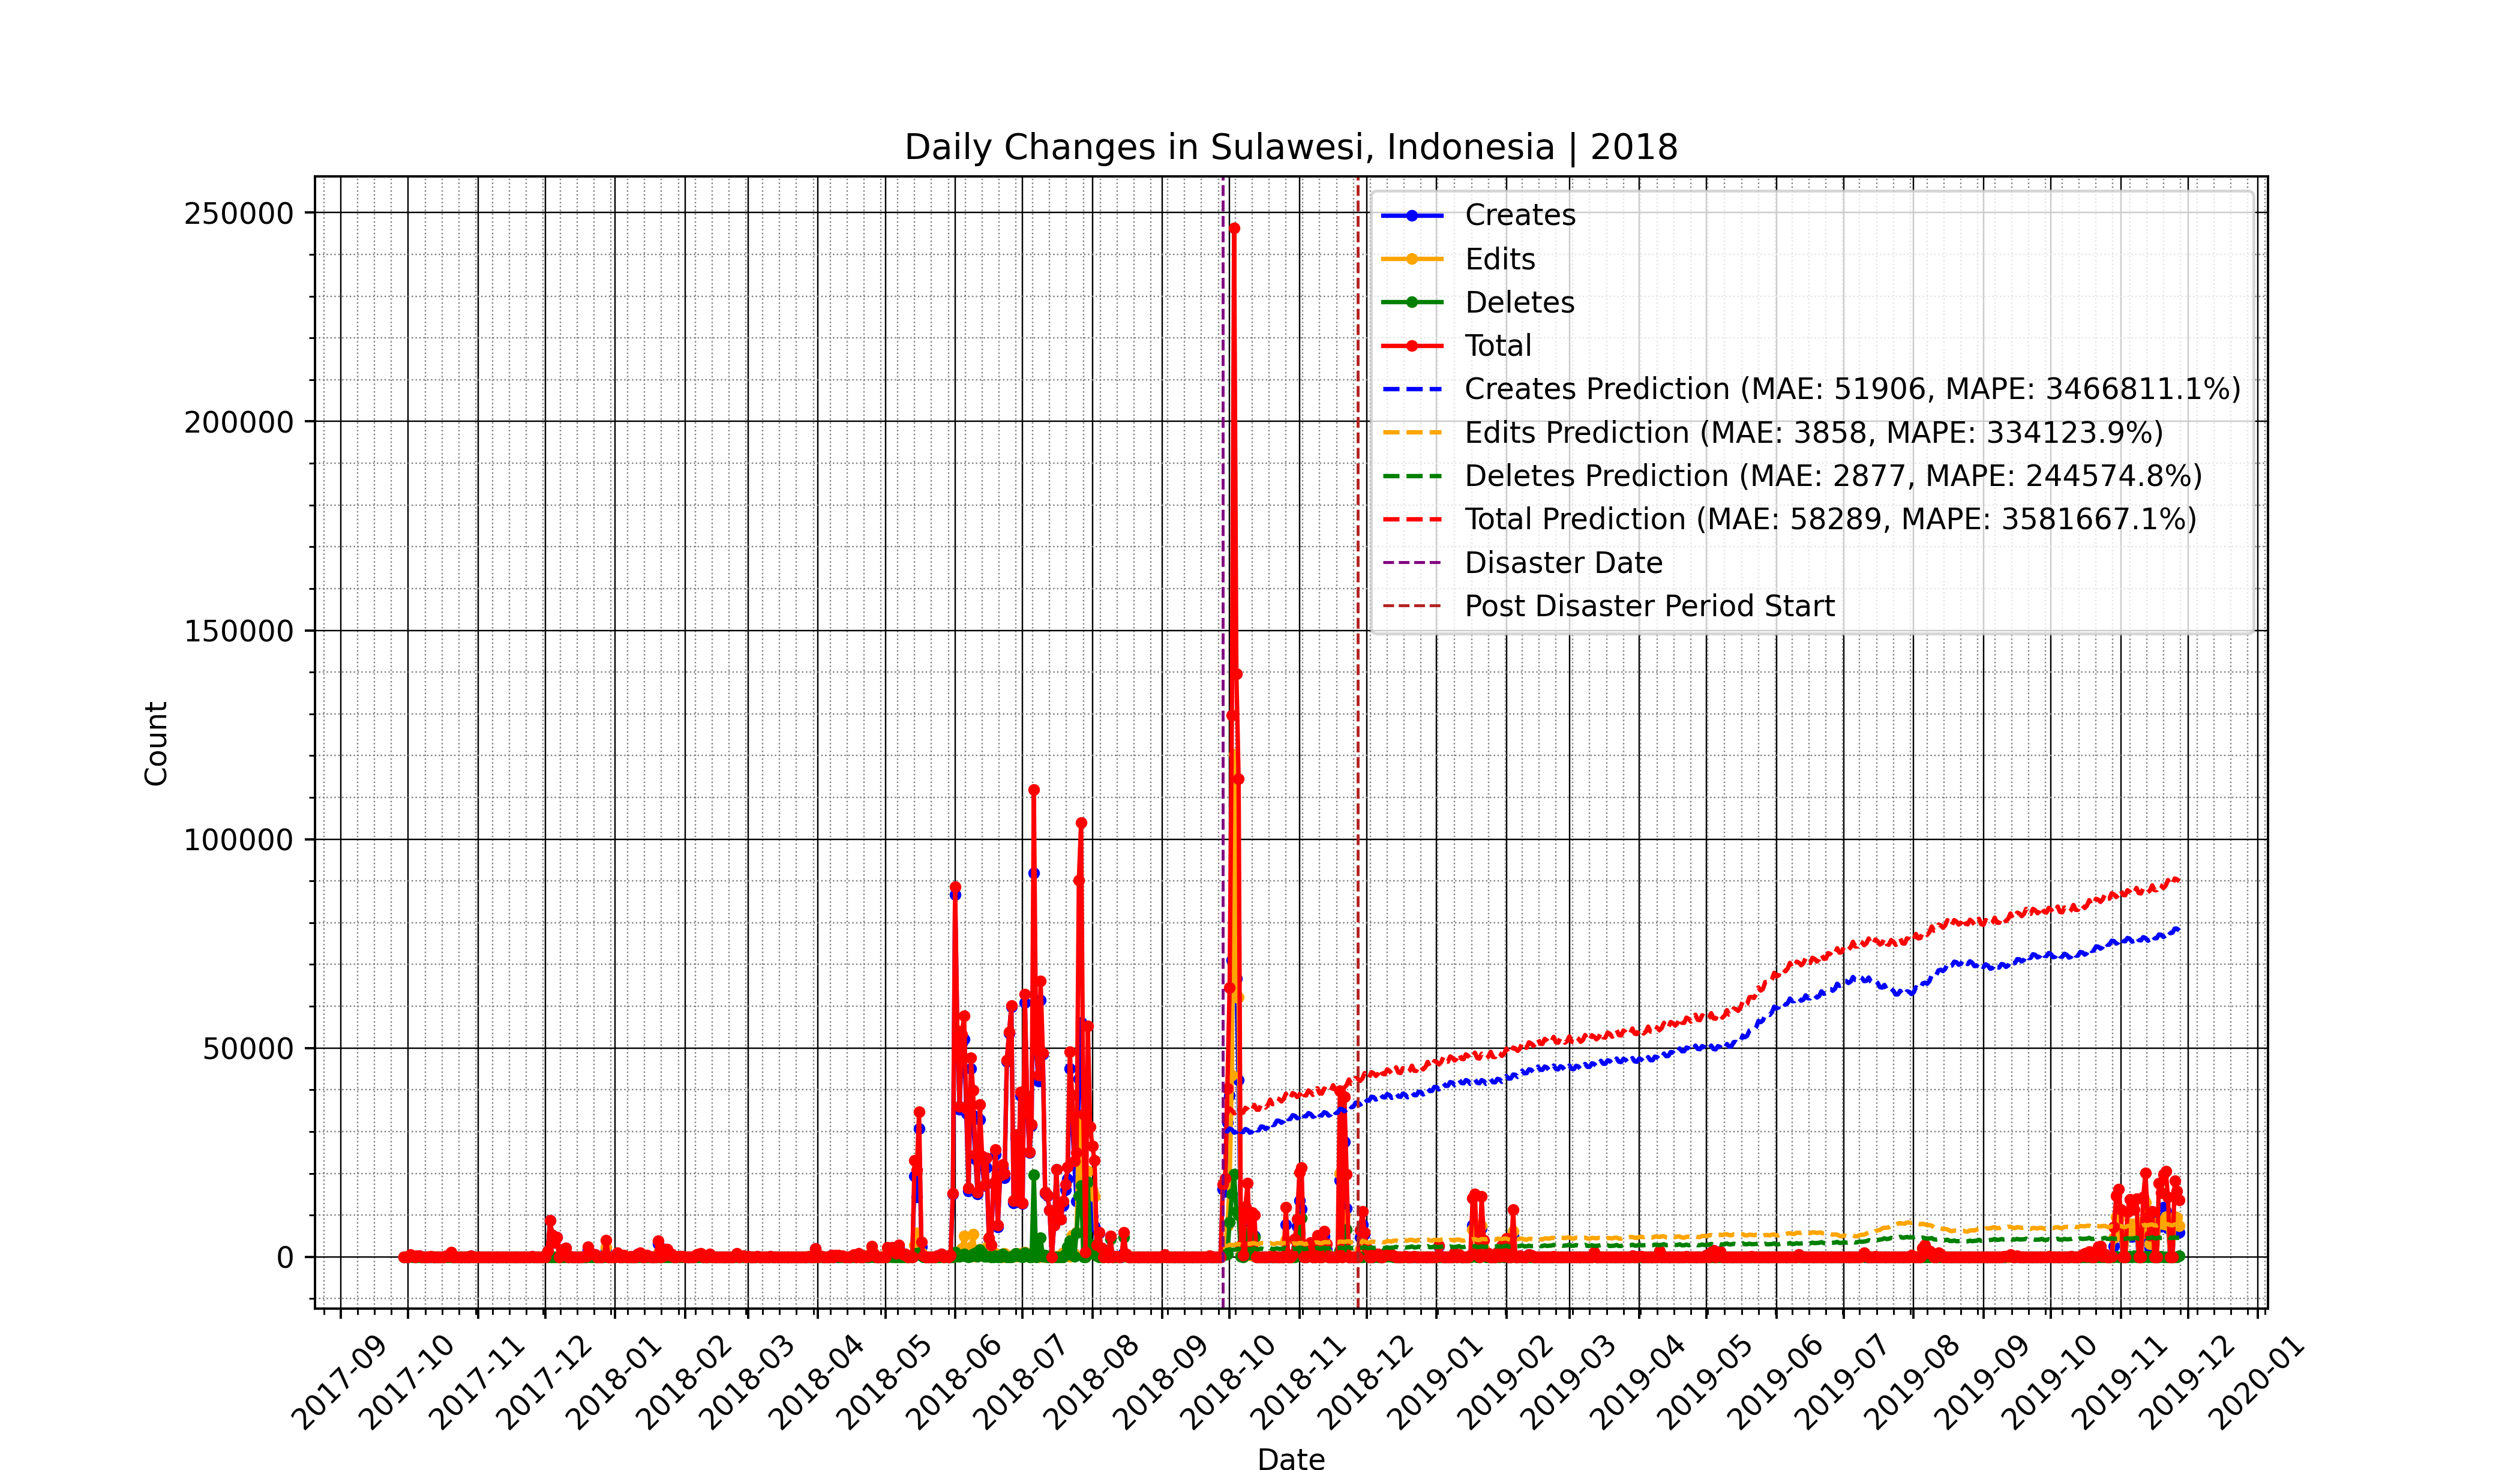 Daily Changes in Sulawesi, Indonesia | 2018
250000
200000
150000
100000
50000
0
Count
Creates
Edits
Deletes
Total
Creates Prediction (MAE: 51906, MAPE: 3466811.1%)
Edits Prediction (MAE: 3858, MAPE: 334123.9%)
Deletes Prediction (MAE: 2877, MAPE: 244574.8%)
Total Prediction (MAE: 58289, MAPE: 3581667.1%)
Disaster Date
Post Disaster Period Start
2017-09
2017-10
2017-11
2017-12
2018-01
2018-02
2018-03
2018-04
2018-05
2018-06
2018-07
2018-08
2018-09
2018-10
2018-11
2018-12
2019-01
2019-02
2019-03
2019-04
2019-05
2019-06
2019-07
2019-08
2019-09
2019-10
2019-11
2019-12
2020-01
Date